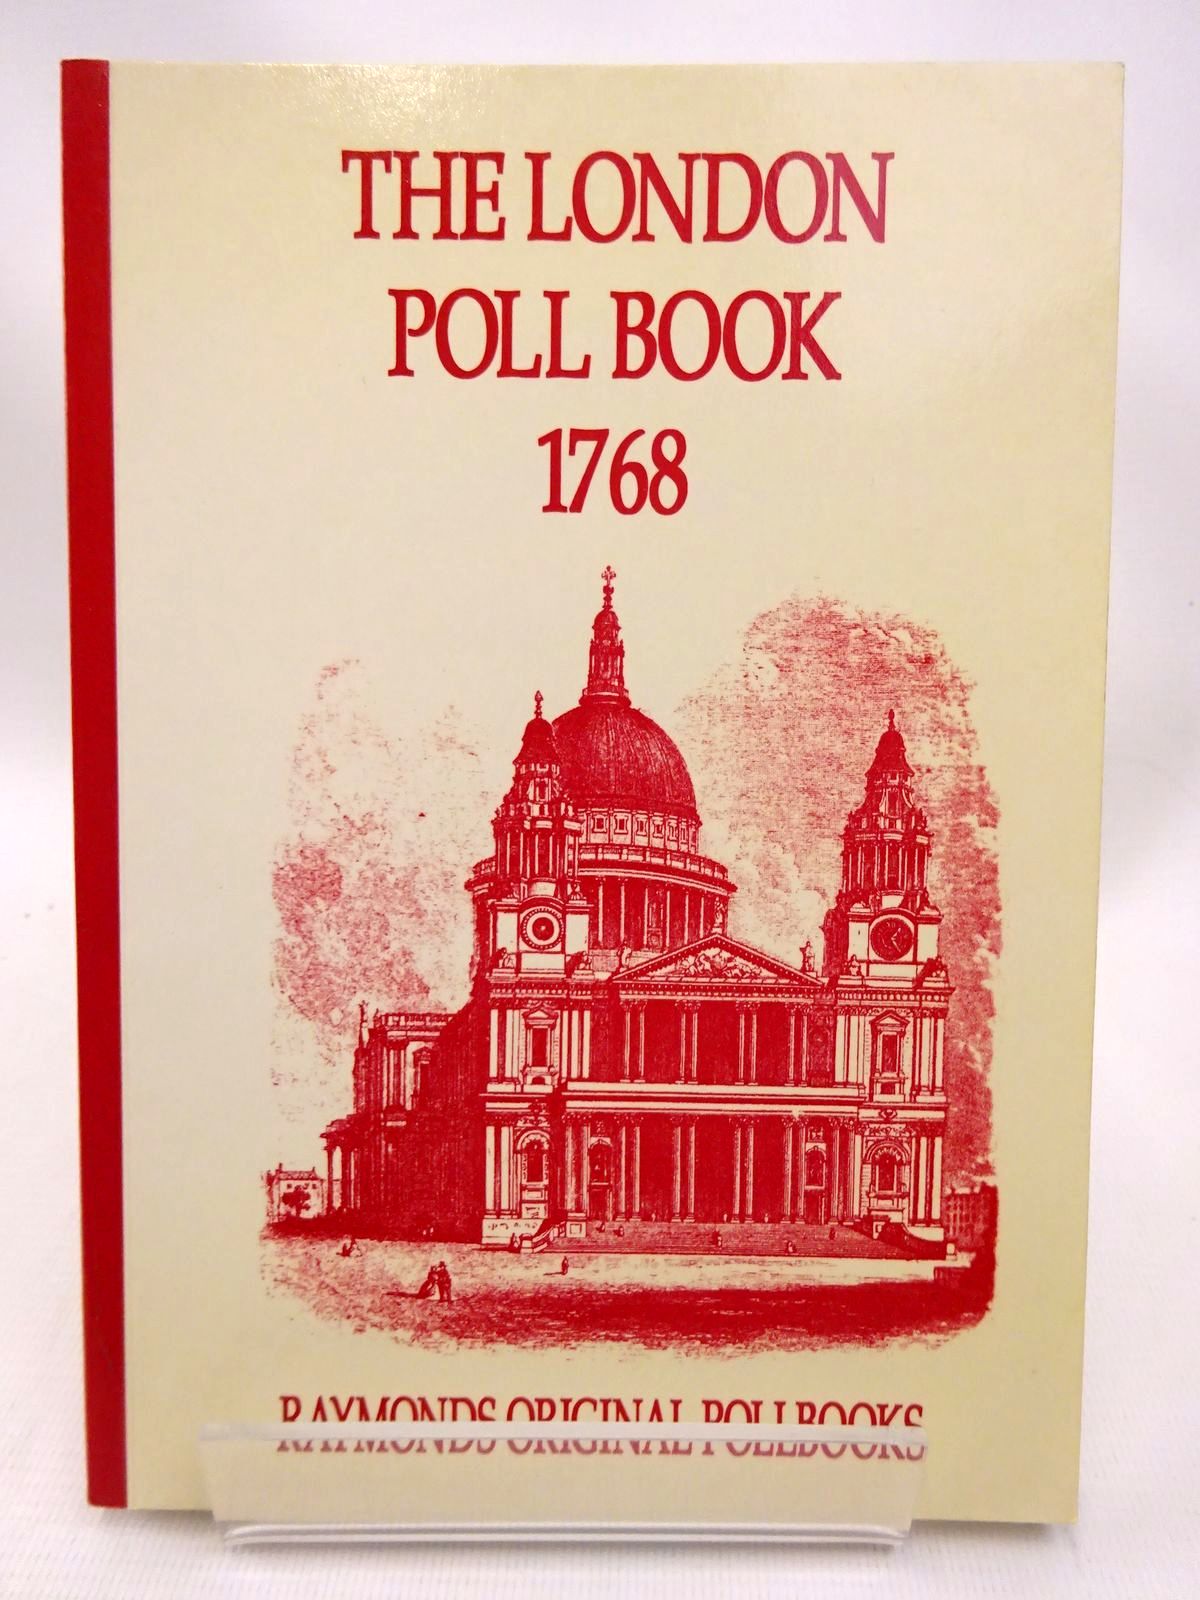 THE LONDON
POLL BOOK
1768
RAYMONDS ORIGINAL POLLBOOKS